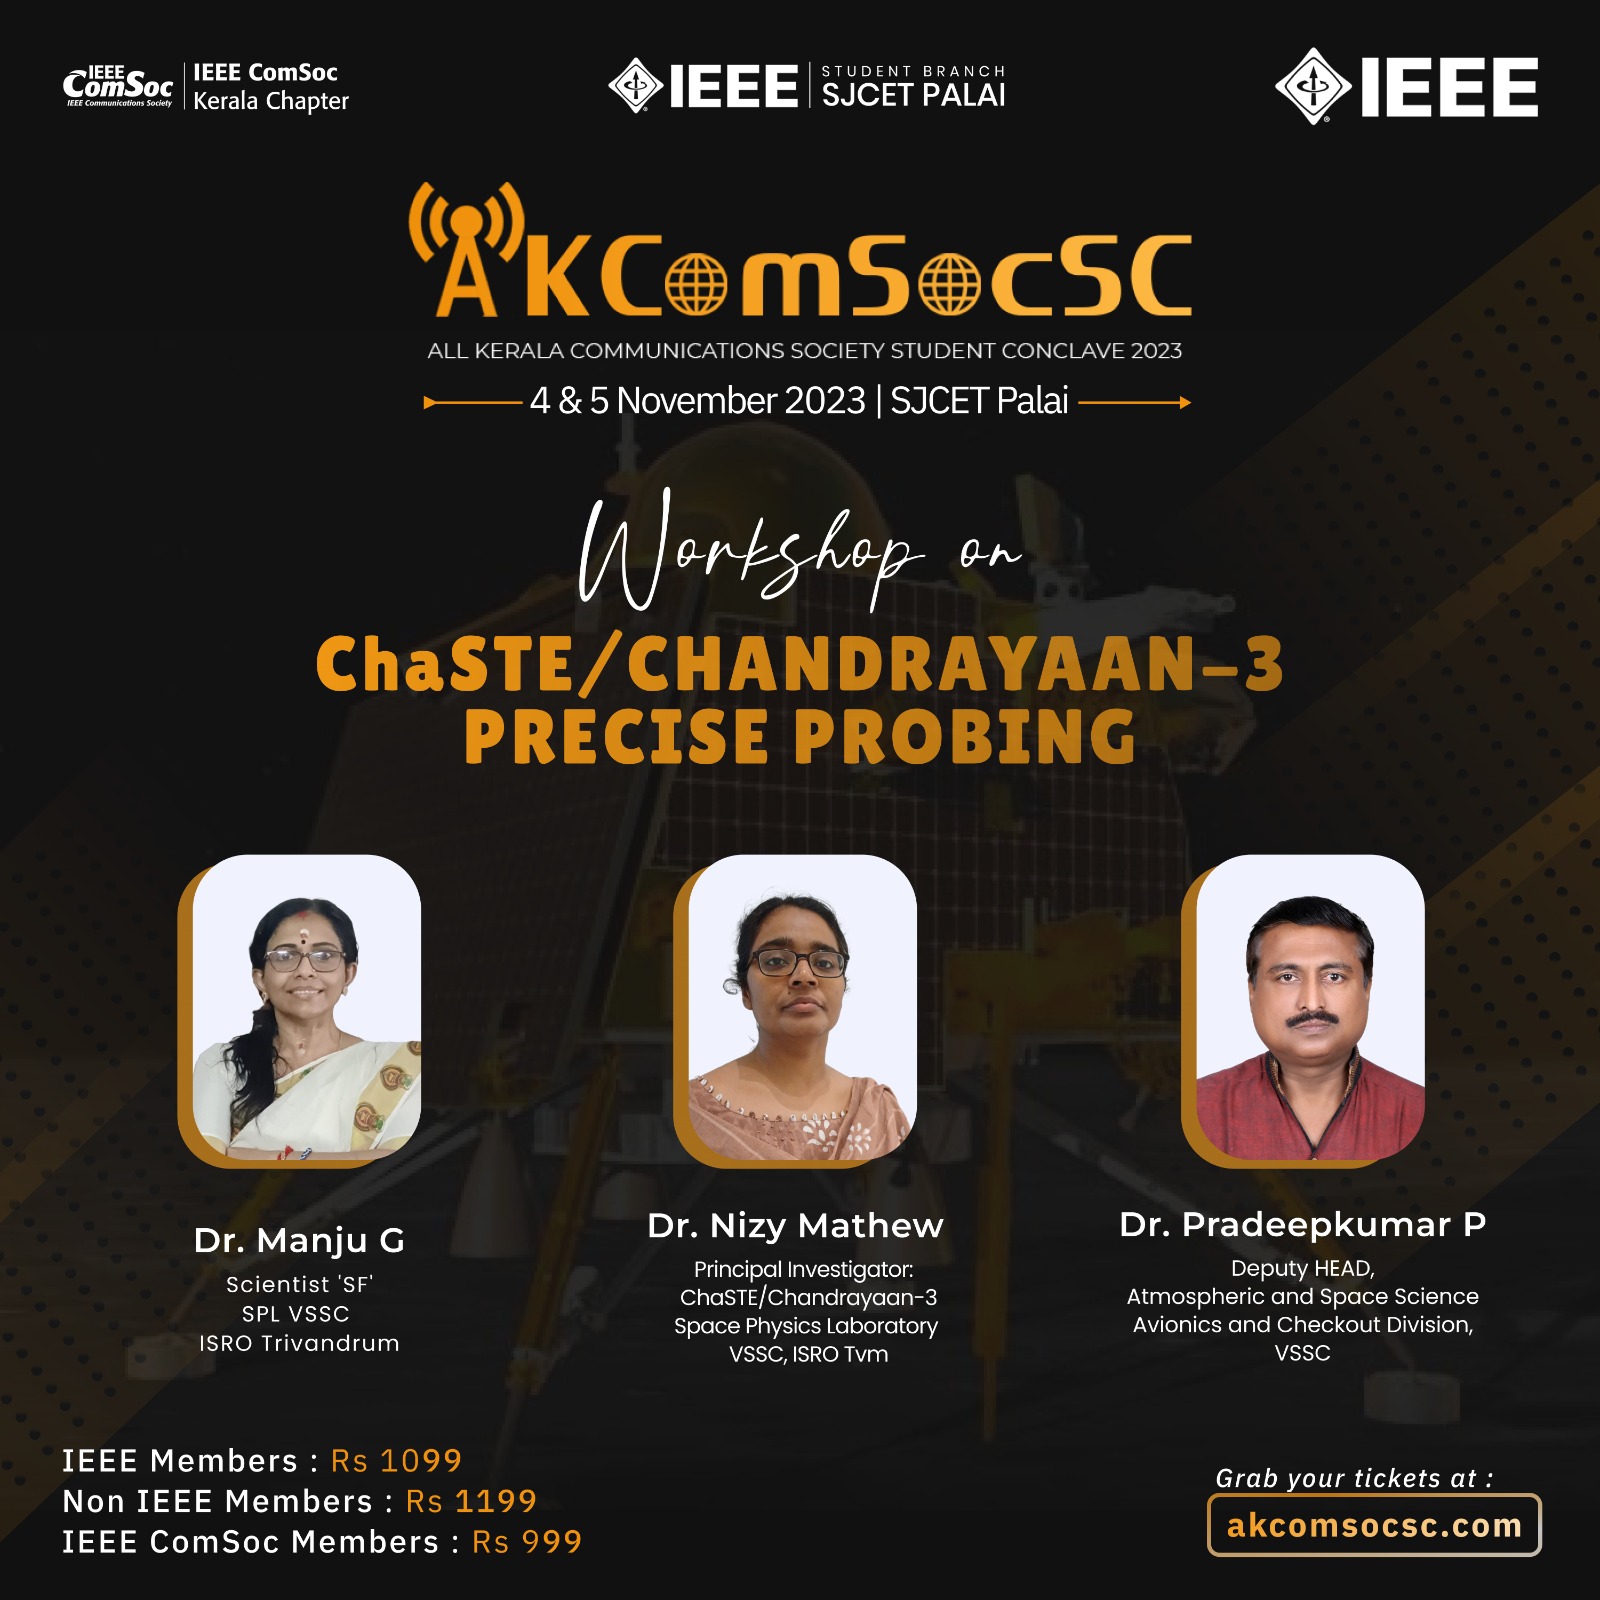 IEEE
ComSoc
IEEE Communications Society
IEEE ComSoc
Kerala Chapter
IEEE
STUDENT BRANCH
SJCET PALAI
IEEE
AKComSocSC
ALL KERALA COMMUNICATIONS SOCIETY STUDENT CONCLAVE 2023
4 & 5 November 2023 | SJCET Palai
Workshop on
ChaSTE/CHANDRAYAAN-3
PRECISE PROBING
Dr. Manju G
Scientist 'SF'
SPL VSSC
ISRO Trivandrum
Dr. Nizy Mathew
Principal Investigator:
ChaSTE/Chandrayaan-3
Space Physics Laboratory
VSSC, ISRO Tvm
Dr. Pradeepkumar P
Deputy HEAD,
Atmospheric and Space Science
Avionics and Checkout Division,
VSSC
IEEE Members : Rs 1099
Non IEEE Members : Rs 1199
IEEE ComSoc Members : Rs 999
Grab your tickets at :
akcomsocsc.com